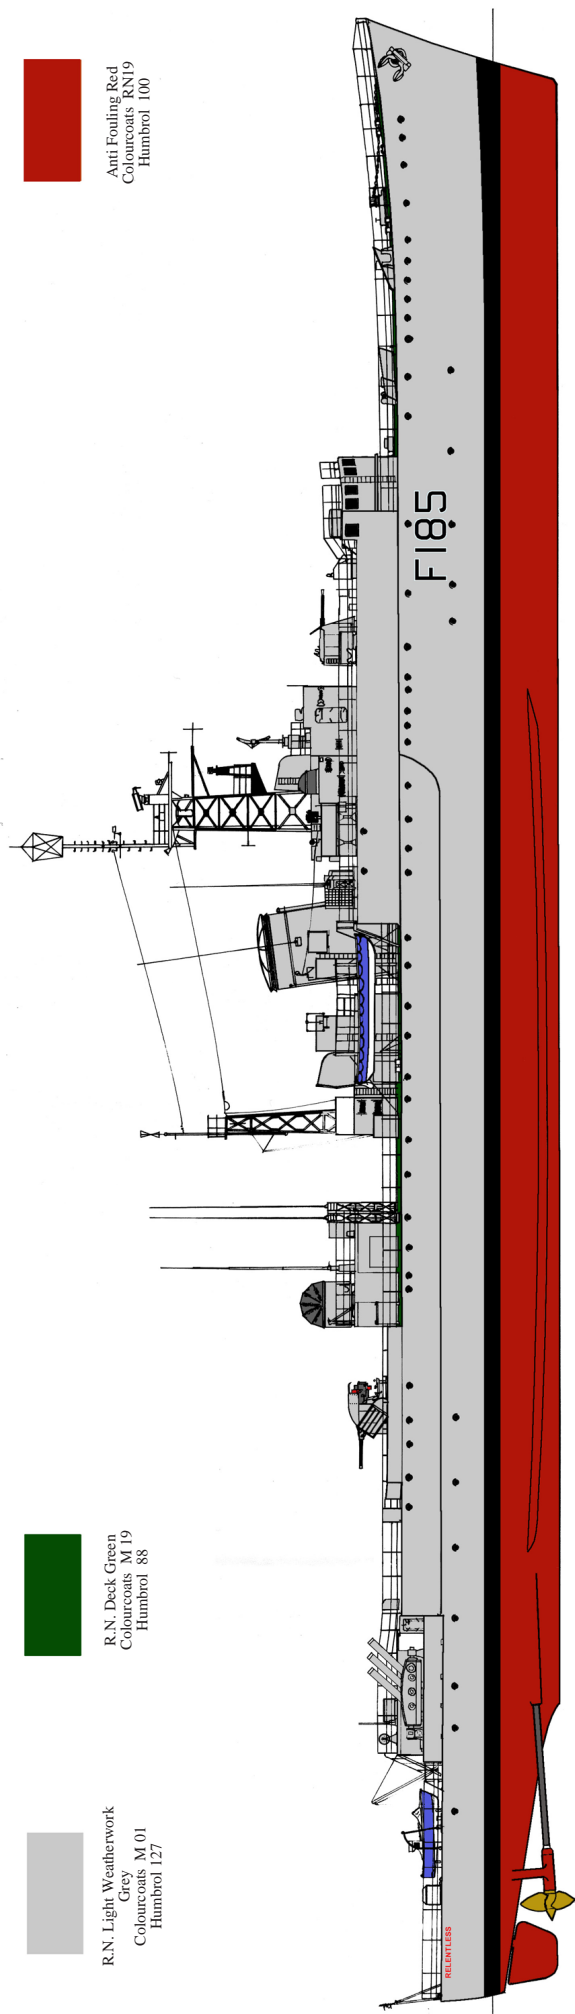 R.N. Light Weatherwork
Grey
Colourcoats M 01
Humbrol 127
R.N. Deck Green
Colourcoats M 19
Humbrol 88
Anti Fouling Red
Colourcoats RN19
Humbrol 100
F185
RELENTLESS